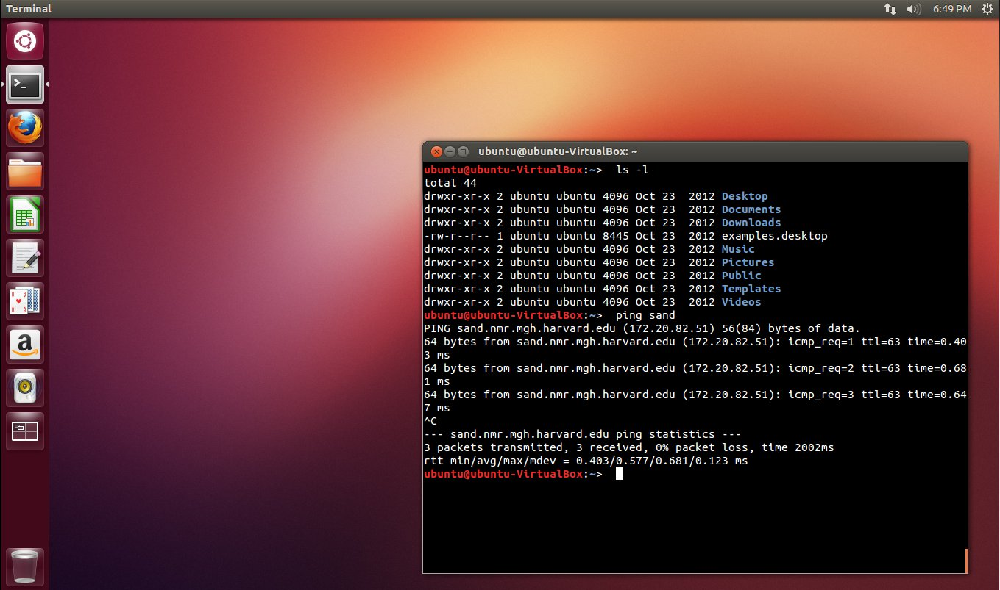 Terminal
6:49 PM
ubuntu@ubuntu-VirtualBox: ~
ubuntu@ubuntu-VirtualBox:~>  ls -l
total 44
drwxr-xr-x 2 ubuntu ubuntu 4096 Oct 23  2012 Desktop
drwxr-xr-x 2 ubuntu ubuntu 4096 Oct 23  2012 Documents
drwxr-xr-x 2 ubuntu ubuntu 4096 Oct 23  2012 Downloads
-rw-r--r-- 1 ubuntu ubuntu 8445 Oct 23  2012 examples.desktop
drwxr-xr-x 2 ubuntu ubuntu 4096 Oct 23  2012 Music
drwxr-xr-x 2 ubuntu ubuntu 4096 Oct 23  2012 Pictures
drwxr-xr-x 2 ubuntu ubuntu 4096 Oct 23  2012 Public
drwxr-xr-x 2 ubuntu ubuntu 4096 Oct 23  2012 Templates
drwxr-xr-x 2 ubuntu ubuntu 4096 Oct 23  2012 Videos
ubuntu@ubuntu-VirtualBox:~>  ping sand
PING sand.nmr.mgh.harvard.edu (172.20.82.51) 56(84) bytes of data.
64 bytes from sand.nmr.mgh.harvard.edu (172.20.82.51): icmp_req=1 ttl=63 time=0.40
3 ms
64 bytes from sand.nmr.mgh.harvard.edu (172.20.82.51): icmp_req=2 ttl=63 time=0.68
1 ms
64 bytes from sand.nmr.mgh.harvard.edu (172.20.82.51): icmp_req=3 ttl=63 time=0.64
7 ms
^C
--- sand.nmr.mgh.harvard.edu ping statistics ---
3 packets transmitted, 3 received, 0% packet loss, time 2002ms
rtt min/avg/max/mdev = 0.403/0.577/0.681/0.123 ms
ubuntu@ubuntu-VirtualBox:~>